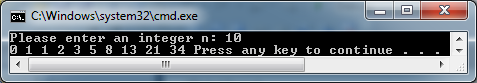 C:\Windows\system32\cmd.exe
Please enter an integer n: 10
0 1 1 2 3 5 8 13 21 34 Press any key to continue . . .